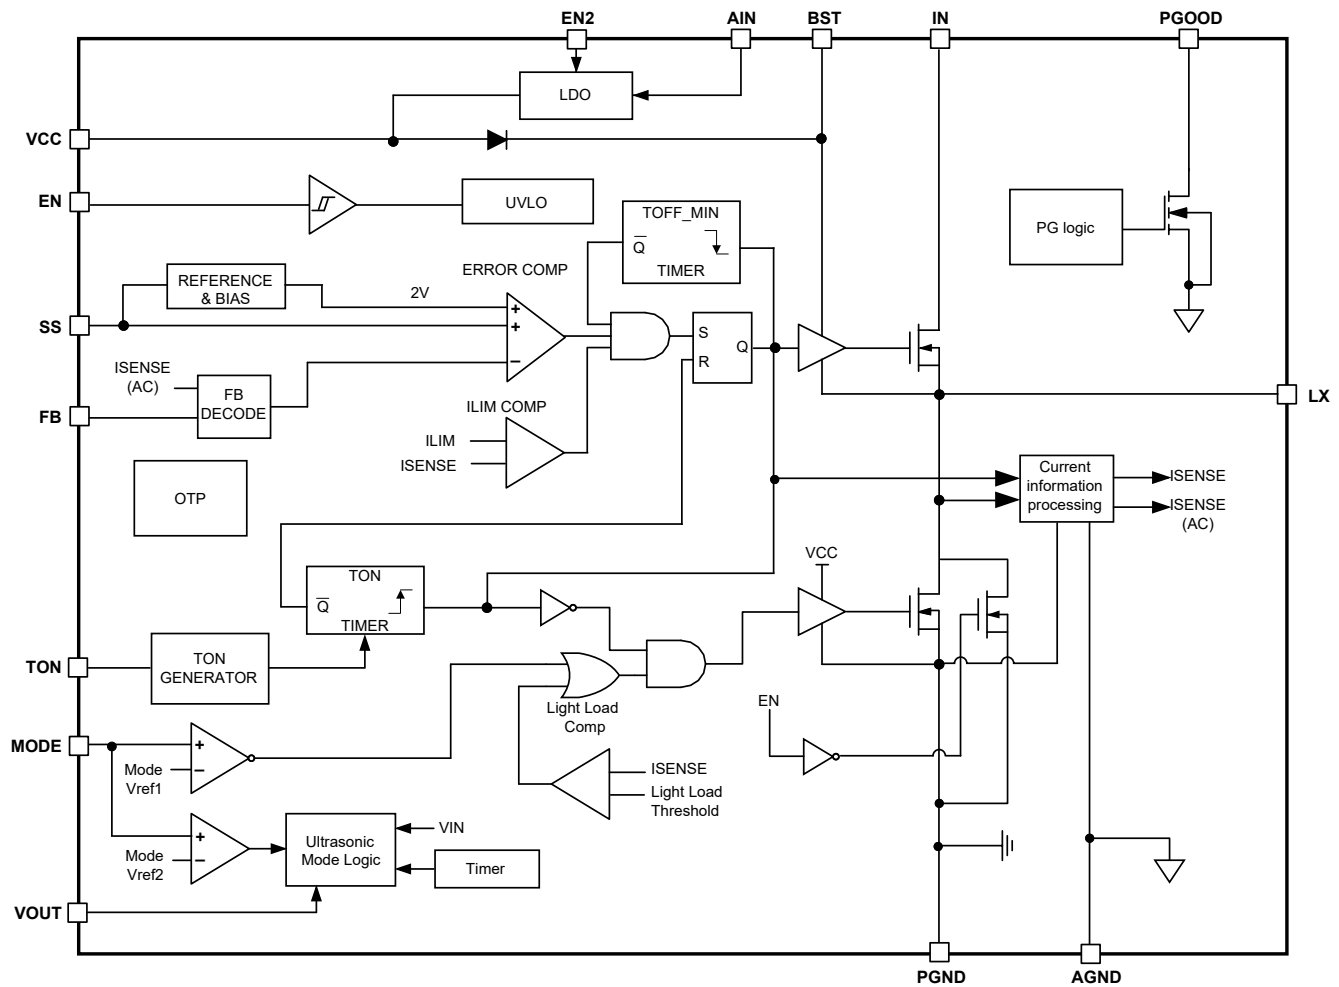 EN2
AIN
BST
IN
PGOOD
LDO
VCC
EN
UVLO
TOFF_MIN
Q
TIMER
PG logic
REFERENCE
& BIAS
2V
ERROR COMP
+
+
−
SS
S
R
Q
ISENSE
(AC)
FB
DECODE
FB
LX
ILIM COMP
ILIM
ISENSE
OTP
Current
information
processing
ISENSE
ISENSE
(AC)
TON
Q
TIMER
VCC
TON
TON
GENERATOR
Light Load
Comp
EN
MODE
+
−
Mode
Vref1
ISENSE
Light Load
Threshold
+
−
Mode
Vref2
Ultrasonic
Mode Logic
VIN
Timer
VOUT
PGND
AGND